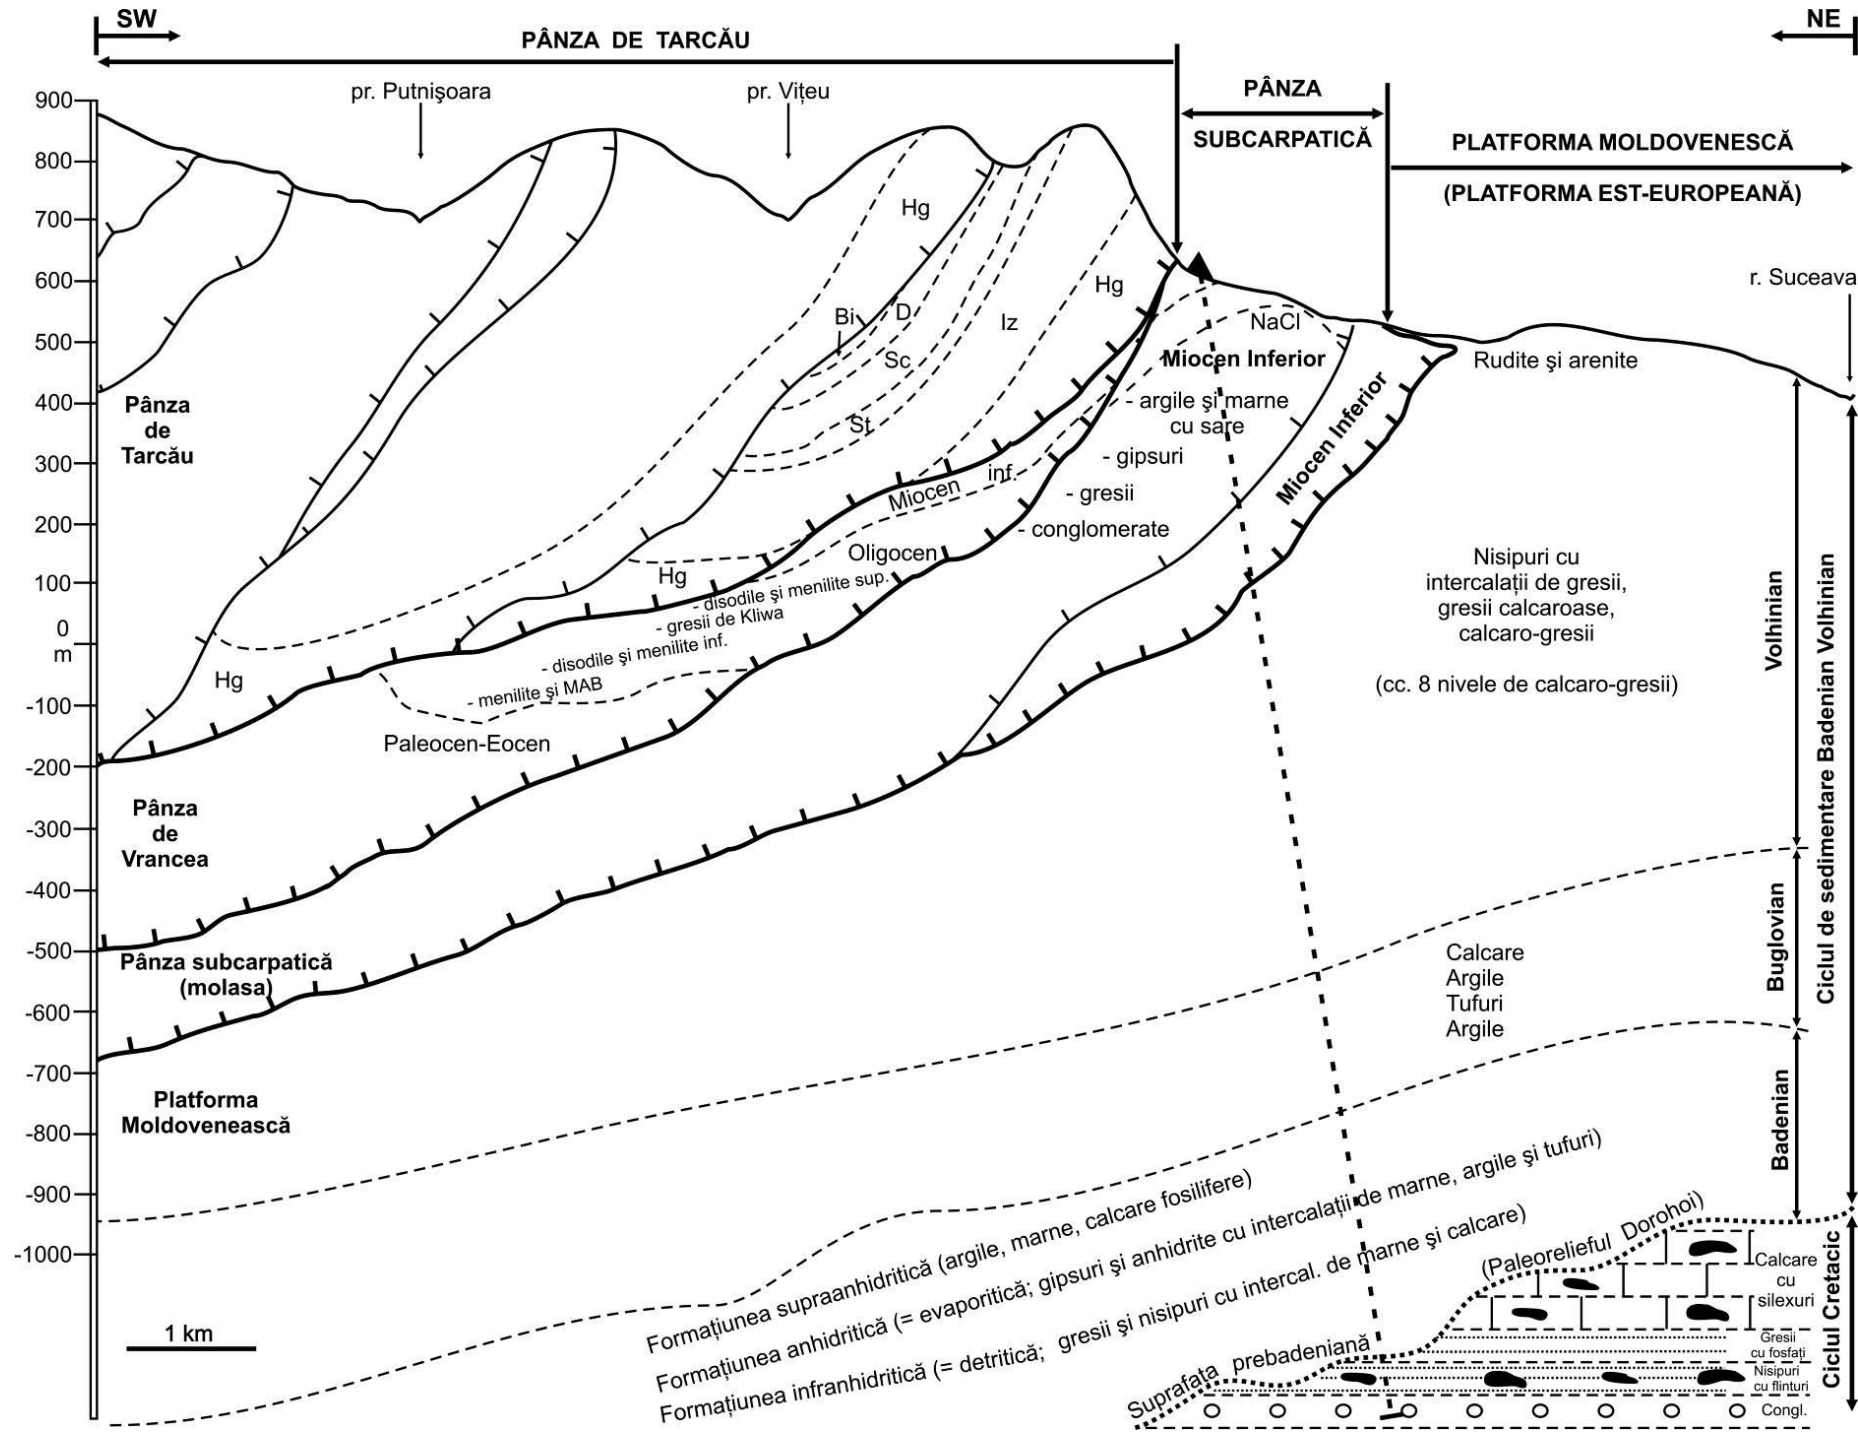 SW
NE
PÂNZA DE TARCĂU
pr. Putnişoara
pr. Viţeu
PÂNZA
SUBCARPATICĂ
PLATFORMA MOLDOVENESCĂ
(PLATFORMA EST-EUROPEANĂ)
r. Suceava
900
800
700
600
500
400
300
200
100
0
m
-100
-200
-300
-400
-500
-600
-700
-800
-900
-1000
Hg
Bi
D
Sc
St
Iz
Hg
Hg
Hg
NaCl
Miocen Inferior
- argile şi marne
cu sare
- gipsuri
- gresii
- conglomerate
Miocen Inferior
Rudite şi arenite
Pânza
de
Tarcău
Miocen inf.
Oligocen
- disodile şi menilite sup.
- gresii de Kliwa
- disodile şi menilite inf.
- menilite şi MAB
Paleocen-Eocen
Nisipuri cu
intercalaţii de gresii,
gresii calcaroase,
calcaro-gresii
(cc. 8 nivele de calcaro-gresii)
Volhinian
Ciclul de sedimentare Badenian Volhinian
Pânza
de
Vrancea
Pânza subcarpatică
(molasa)
Calcare
Argile
Tufuri
Argile
Buglovian
Platforma
Moldovenească
Badenian
Formaţiunea supraanhidritică (argile, marne, calcare fosilifere)
Formaţiunea anhidritică (= evaporitică; gipsuri şi anhidrite cu intercalaţii de marne, argile şi tufuri)
Formaţiunea infranhidritică (= detritică; gresii şi nisipuri cu intercal. de marne şi calcare)
(Paleorelieful Dorohoi)
Suprafaţa prebadeniană
Calcare
cu
silexuri
Gresii
cu fosfaţi
Nisipuri
cu flinturi
Congl.
Ciclul Cretacic
1 km